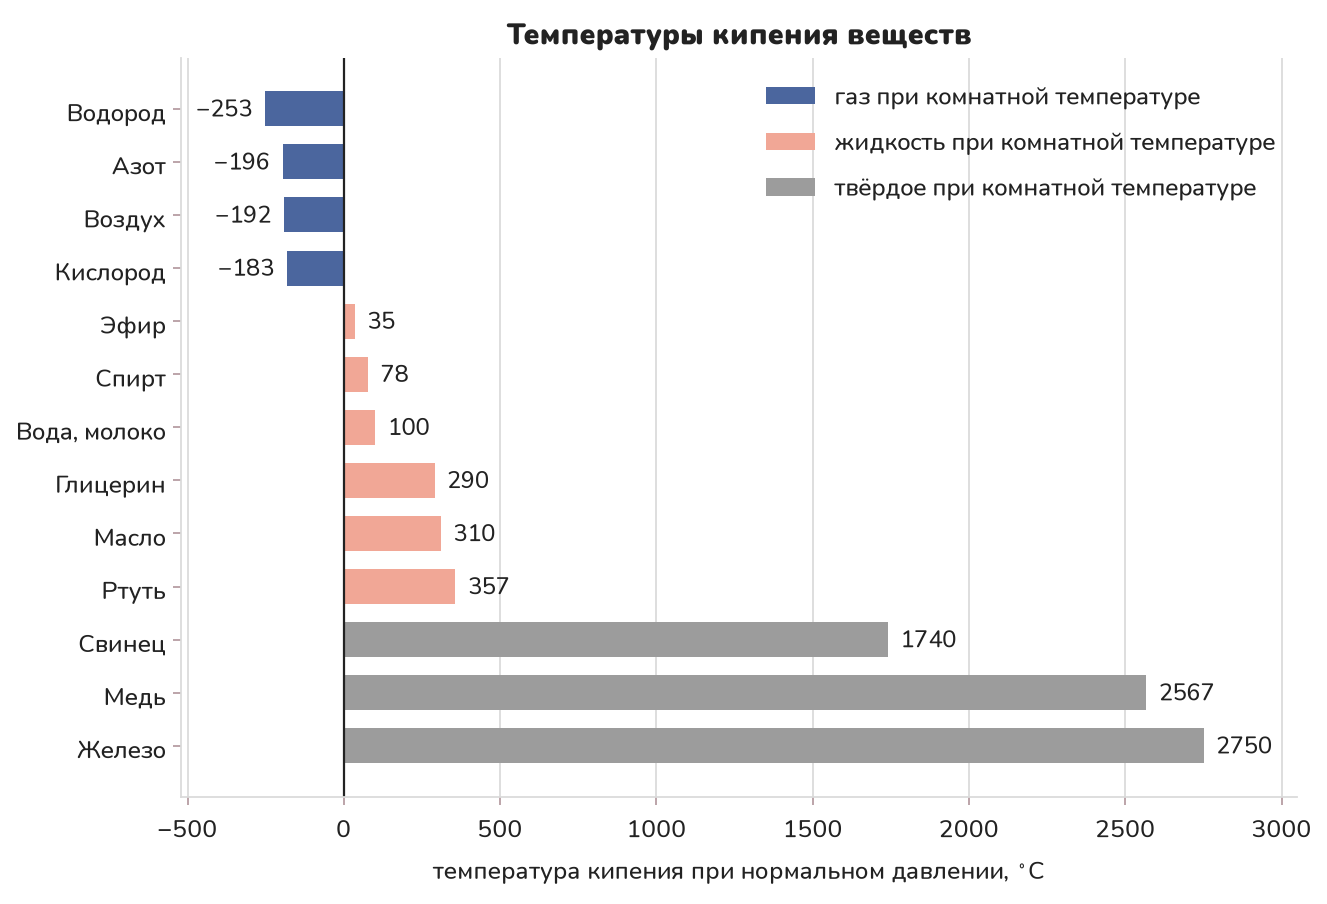 Температуры кипения веществ
газ при комнатной температуре
жидкость при комнатной температуре
твёрдое при комнатной температуре
Водород −253
Азот −196
Воздух −192
Кислород −183
Эфир 35
Спирт 78
Вода, молоко 100
Глицерин 290
Масло 310
Ртуть 357
Свинец 1740
Медь 2567
Железо 2750
−500 0 500 1000 1500 2000 2500 3000
температура кипения при нормальном давлении, °C